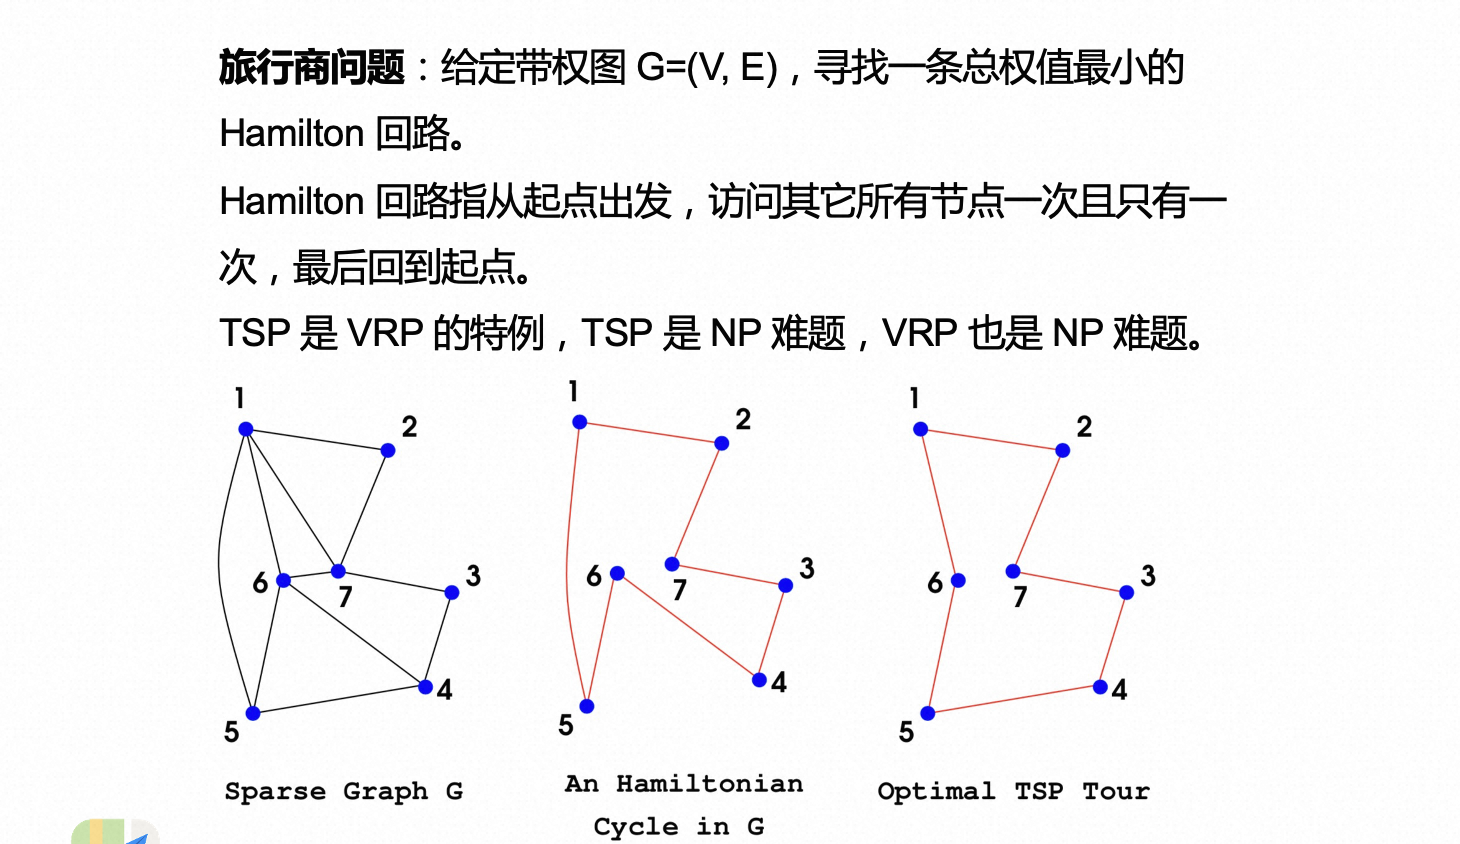 旅行商问题：给定带权图 G=(V, E)，寻找一条总权值最小的
Hamilton 回路。
Hamilton 回路指从起点出发，访问其它所有节点一次且只有一
次，最后回到起点。
TSP 是 VRP 的特例，TSP 是 NP 难题，VRP 也是 NP 难题。
1
2
6
7
3
4
5
Sparse Graph G
1
2
6
7
3
4
5
An Hamiltonian
Cycle in G
1
2
6
7
3
4
5
Optimal TSP Tour